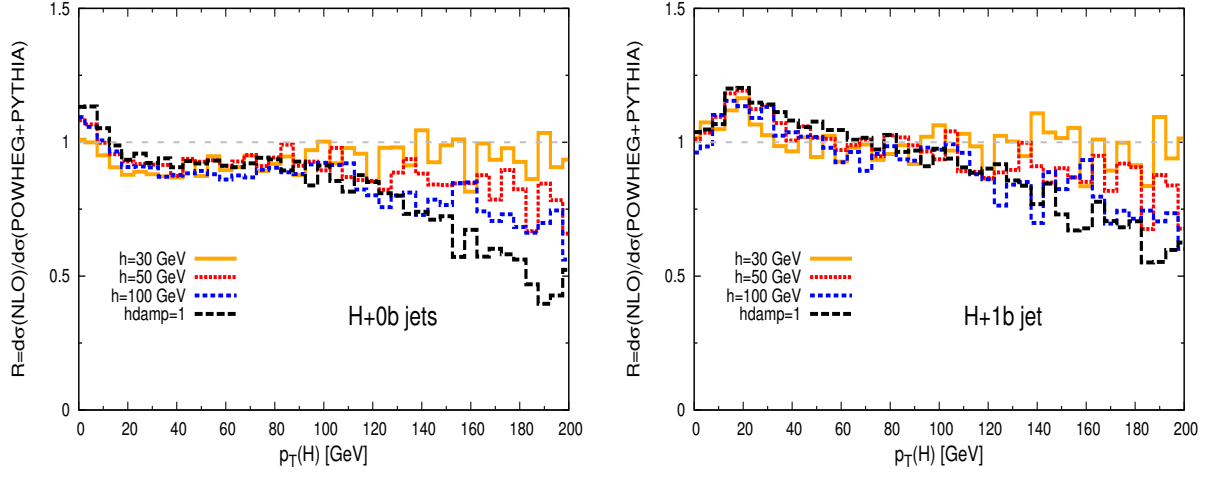 R=dσ(NLO)/dσ(POWHEG+PYTHIA)
1.5
1
0.5
0
h=30 GeV
h=50 GeV
h=100 GeV
hdamp=1
H+0b jets
0 20 40 60 80 100 120 140 160 180 200
p_T(H) [GeV]
R=dσ(NLO)/dσ(POWHEG+PYTHIA)
1.5
1
0.5
0
h=30 GeV
h=50 GeV
h=100 GeV
hdamp=1
H+1b jet
0 20 40 60 80 100 120 140 160 180 200
p_T(H) [GeV]